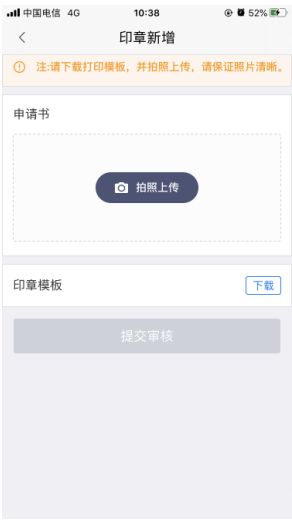 中国电信 4G 10:38 52%
印章新增
注:请下载打印模板，并拍照上传，请保证照片清晰。
申请书
拍照上传
印章模板 下载
提交审核